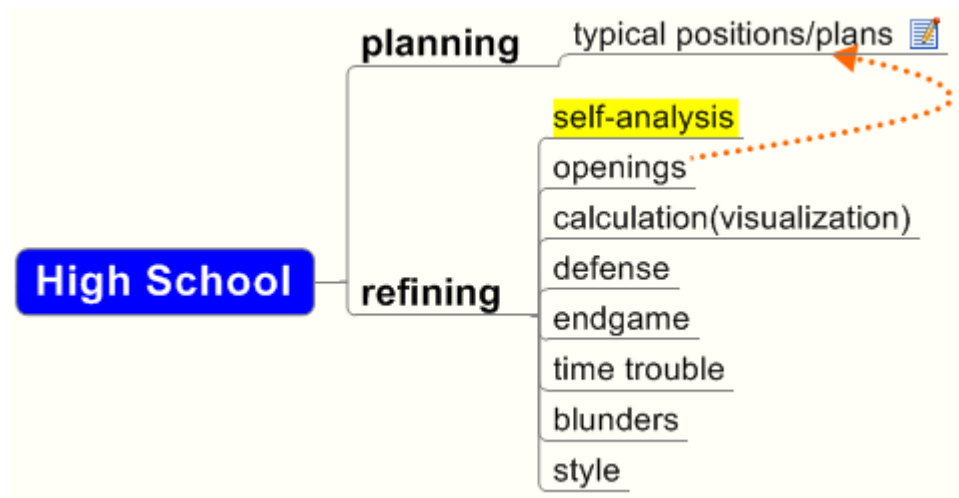 planning
typical positions/plans
self-analysis
openings
calculation(visualization)
defense
High School
refining
endgame
time trouble
blunders
style